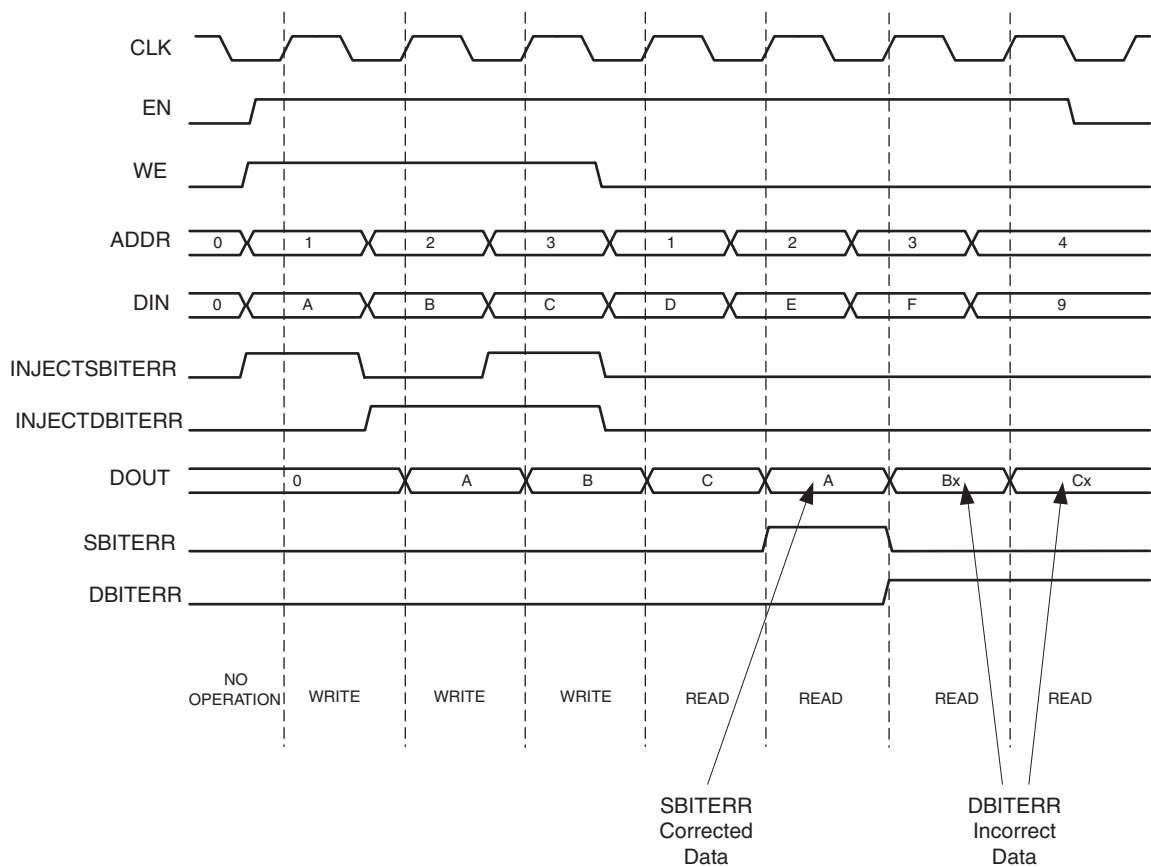 CLK
EN
WE
ADDR 0 1 2 3 1 2 3 4
DIN 0 A B C D E F 9
INJECTSBITERR
INJECTDBITERR
DOUT 0 A B C A Bx Cx
SBITERR
DBITERR
NO
OPERATION WRITE WRITE WRITE READ READ READ READ
SBITERR
Corrected
Data
DBITERR
Incorrect
Data